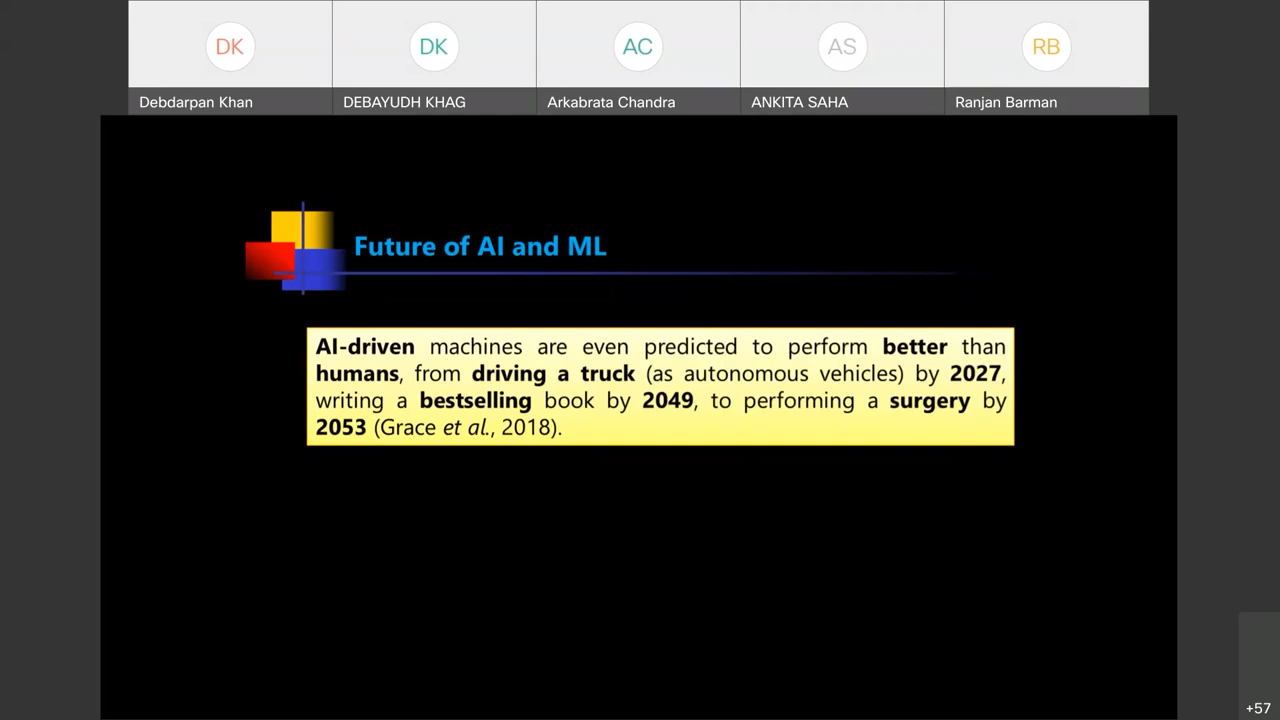 DK
DK
AC
AS
RB
Debdarpan Khan
DEBAYUDH KHAG
Arkabrata Chandra
ANKITA SAHA
Ranjan Barman
Future of AI and ML
AI-driven machines are even predicted to perform better than
humans, from driving a truck (as autonomous vehicles) by 2027,
writing a bestselling book by 2049, to performing a surgery by
2053 (Grace et al., 2018).
+57